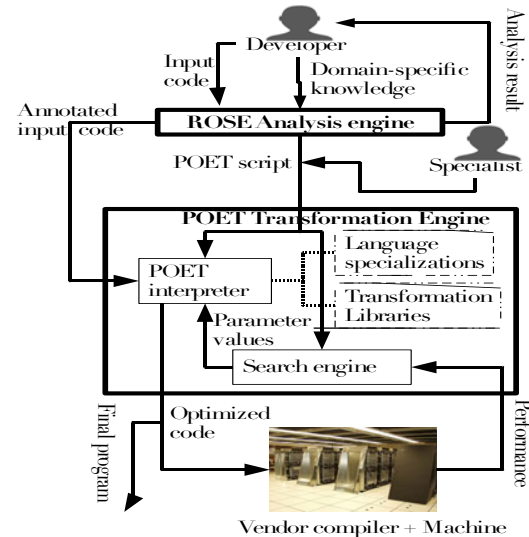 Developer
Input
code
Domain-specific
knowledge
Analysis result
Annotated
input code
ROSE Analysis engine
POET script
Specialist
POET Transformation Engine
POET
interpreter
Language
specializations
Transformation
Libraries
Parameter
values
Search engine
Final program
Optimized
code
Performance
Vendor compiler + Machine